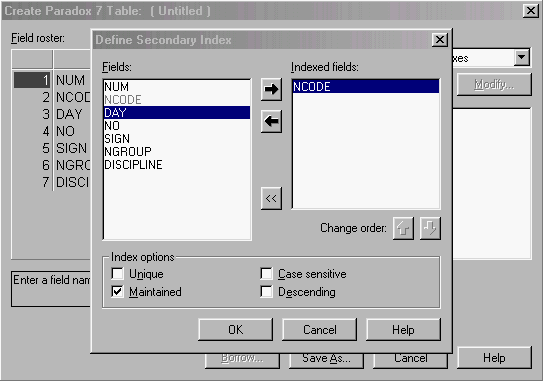 Create Paradox 7 Table: ( Untitled )
Field roster:
1 NUM
2 NCOD
3 DAY
4 NO
5 SIGN
6 NGRO
7 DISCI
Enter a field nam
exes
Modify...
Borrow...
Save As...
Cancel
Help
Define Secondary Index
Fields:
NUM
NCODE
DAY
NO
SIGN
NGROUP
DISCIPLINE
<<
Indexed fields:
NCODE
Change order:
Index options
Unique
Case sensitive
Maintained
Descending
OK
Cancel
Help